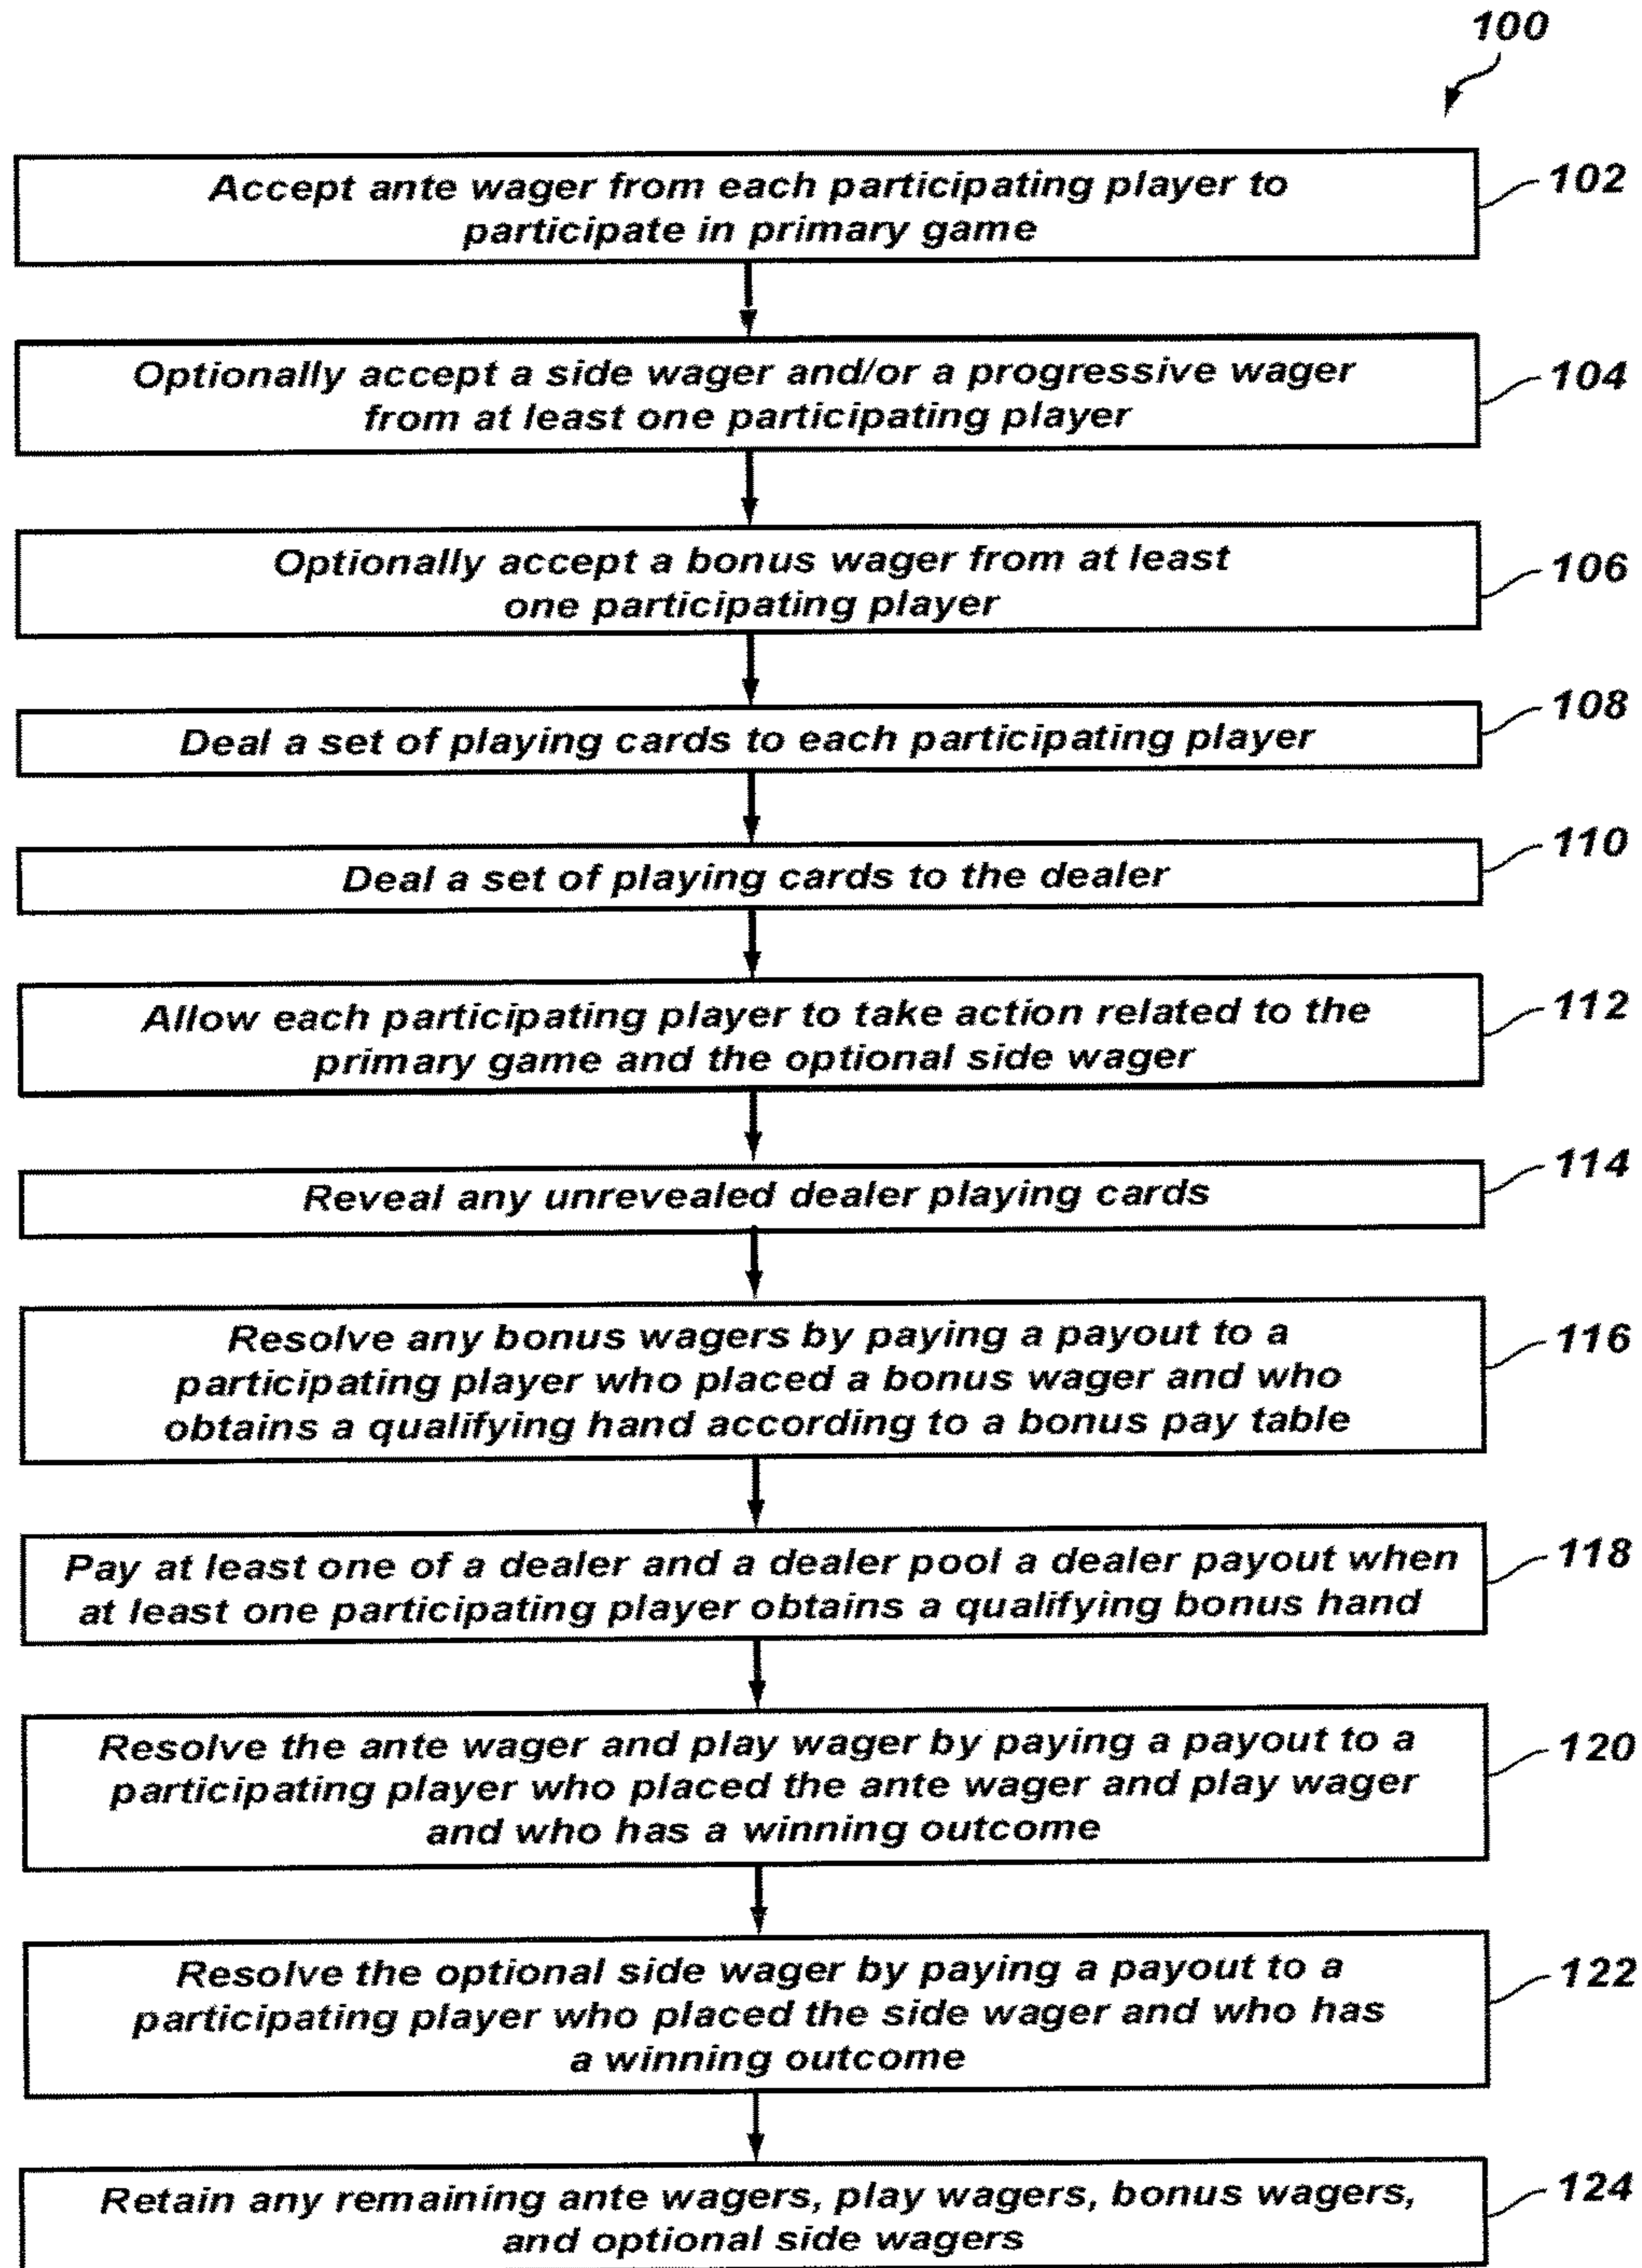 100
Accept ante wager from each participating player to
participate in primary game
102
Optionally accept a side wager and/or a progressive wager
from at least one participating player
104
Optionally accept a bonus wager from at least
one participating player
106
Deal a set of playing cards to each participating player
108
Deal a set of playing cards to the dealer
110
Allow each participating player to take action related to the
primary game and the optional side wager
112
Reveal any unrevealed dealer playing cards
114
Resolve any bonus wagers by paying a payout to a
participating player who placed a bonus wager and who
obtains a qualifying hand according to a bonus pay table
116
Pay at least one of a dealer and a dealer pool a dealer payout when
at least one participating player obtains a qualifying bonus hand
118
Resolve the ante wager and play wager by paying a payout to a
participating player who placed the ante wager and play wager
and who has a winning outcome
120
Resolve the optional side wager by paying a payout to a
participating player who placed the side wager and who has
a winning outcome
122
Retain any remaining ante wagers, play wagers, bonus wagers,
and optional side wagers
124